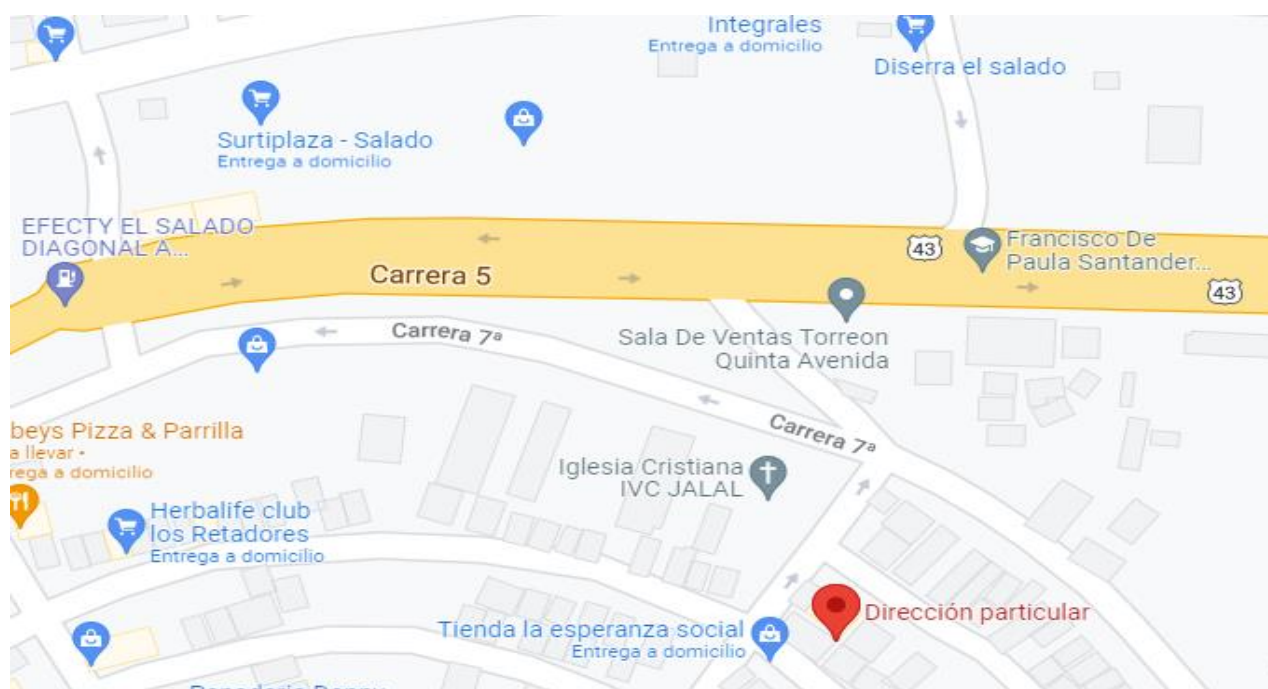 Integrales
Entrega a domicilio
Diserra el salado
Surtiplaza - Salado
Entrega a domicilio
EFECTY EL SALADO
DIAGONAL A...
43
Francisco De
Paula Santander...
43
Carrera 5
Carrera 7ª
Sala De Ventas Torreon
Quinta Avenida
Carrera 7ª
beys Pizza & Parrilla
a llevar •
rega a domicilio
Iglesia Cristiana
IVC JALAL
Herbalife club
los Retadores
Entrega a domicilio
Dirección particular
Tienda la esperanza social
Entrega a domicilio